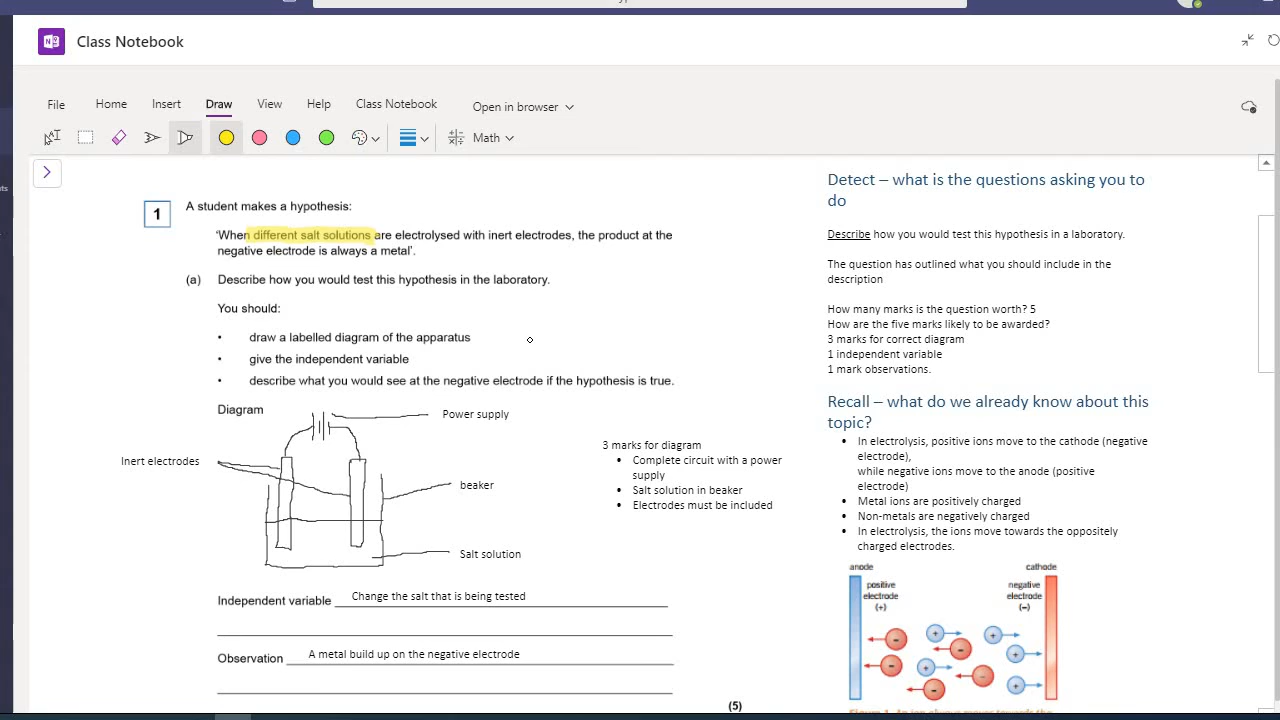 Class Notebook
File Home Insert Draw View Help Class Notebook Open in browser
Math
1
A student makes a hypothesis:
'When different salt solutions are electrolysed with inert electrodes, the product at the
negative electrode is always a metal'.
(a) Describe how you would test this hypothesis in the laboratory.
You should:
• draw a labelled diagram of the apparatus
• give the independent variable
• describe what you would see at the negative electrode if the hypothesis is true.
Diagram
Power supply
Inert electrodes
beaker
Salt solution
3 marks for diagram
• Complete circuit with a power
supply
• Salt solution in beaker
• Electrodes must be included
Independent variable Change the salt that is being tested
Observation A metal build up on the negative electrode
(5)
Detect – what is the questions asking you to
do
Describe how you would test this hypothesis in a laboratory.
The question has outlined what you should include in the
description
How many marks is the question worth? 5
How are the five marks likely to be awarded?
3 marks for correct diagram
1 independent variable
1 mark observations.
Recall – what do we already know about this
topic?
• In electrolysis, positive ions move to the cathode (negative
electrode),
while negative ions move to the anode (positive
electrode)
• Metal ions are positively charged
• Non-metals are negatively charged
• In electrolysis, the ions move towards the oppositely
charged electrodes.
anode cathode
positive
electrode
(+)
negative
electrode
(−)
Figure 1 An ion always moves towards the